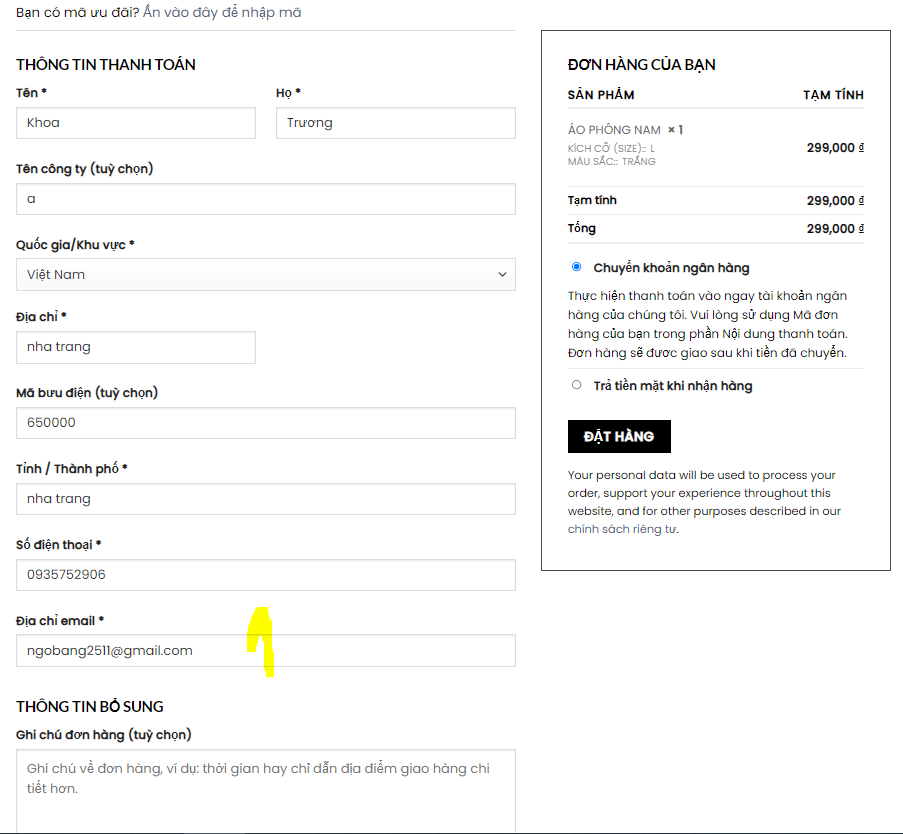 Bạn có mã ưu đãi? Ấn vào đây để nhập mã
THÔNG TIN THANH TOÁN
Tên *
Họ *
Khoa
Trương
Tên công ty (tuỳ chọn)
a
Quốc gia/Khu vực *
Việt Nam
Địa chỉ *
nha trang
Mã bưu điện (tuỳ chọn)
650000
Tỉnh / Thành phố *
nha trang
Số điện thoại *
0935752906
Địa chỉ email *
ngobang2511@gmail.com
THÔNG TIN BỔ SUNG
Ghi chú đơn hàng (tuỳ chọn)
Ghi chú về đơn hàng, ví dụ: thời gian hay chỉ dẫn địa điểm giao hàng chi
tiết hơn.
ĐƠN HÀNG CỦA BẠN
SẢN PHẨM TẠM TÍNH
ÁO PHÔNG NAM × 1
KÍCH CỠ (SIZE):: L
MÀU SẮC:: TRẮNG
299,000 ₫
Tạm tính 299,000 ₫
Tổng 299,000 ₫
Chuyển khoản ngân hàng
Thực hiện thanh toán vào ngay tài khoản ngân
hàng của chúng tôi. Vui lòng sử dụng Mã đơn
hàng của bạn trong phần Nội dung thanh toán.
Đơn hàng sẽ đươc giao sau khi tiền đã chuyển.
Trả tiền mặt khi nhận hàng
ĐẶT HÀNG
Your personal data will be used to process your
order, support your experience throughout this
website, and for other purposes described in our
chính sách riêng tư.
1